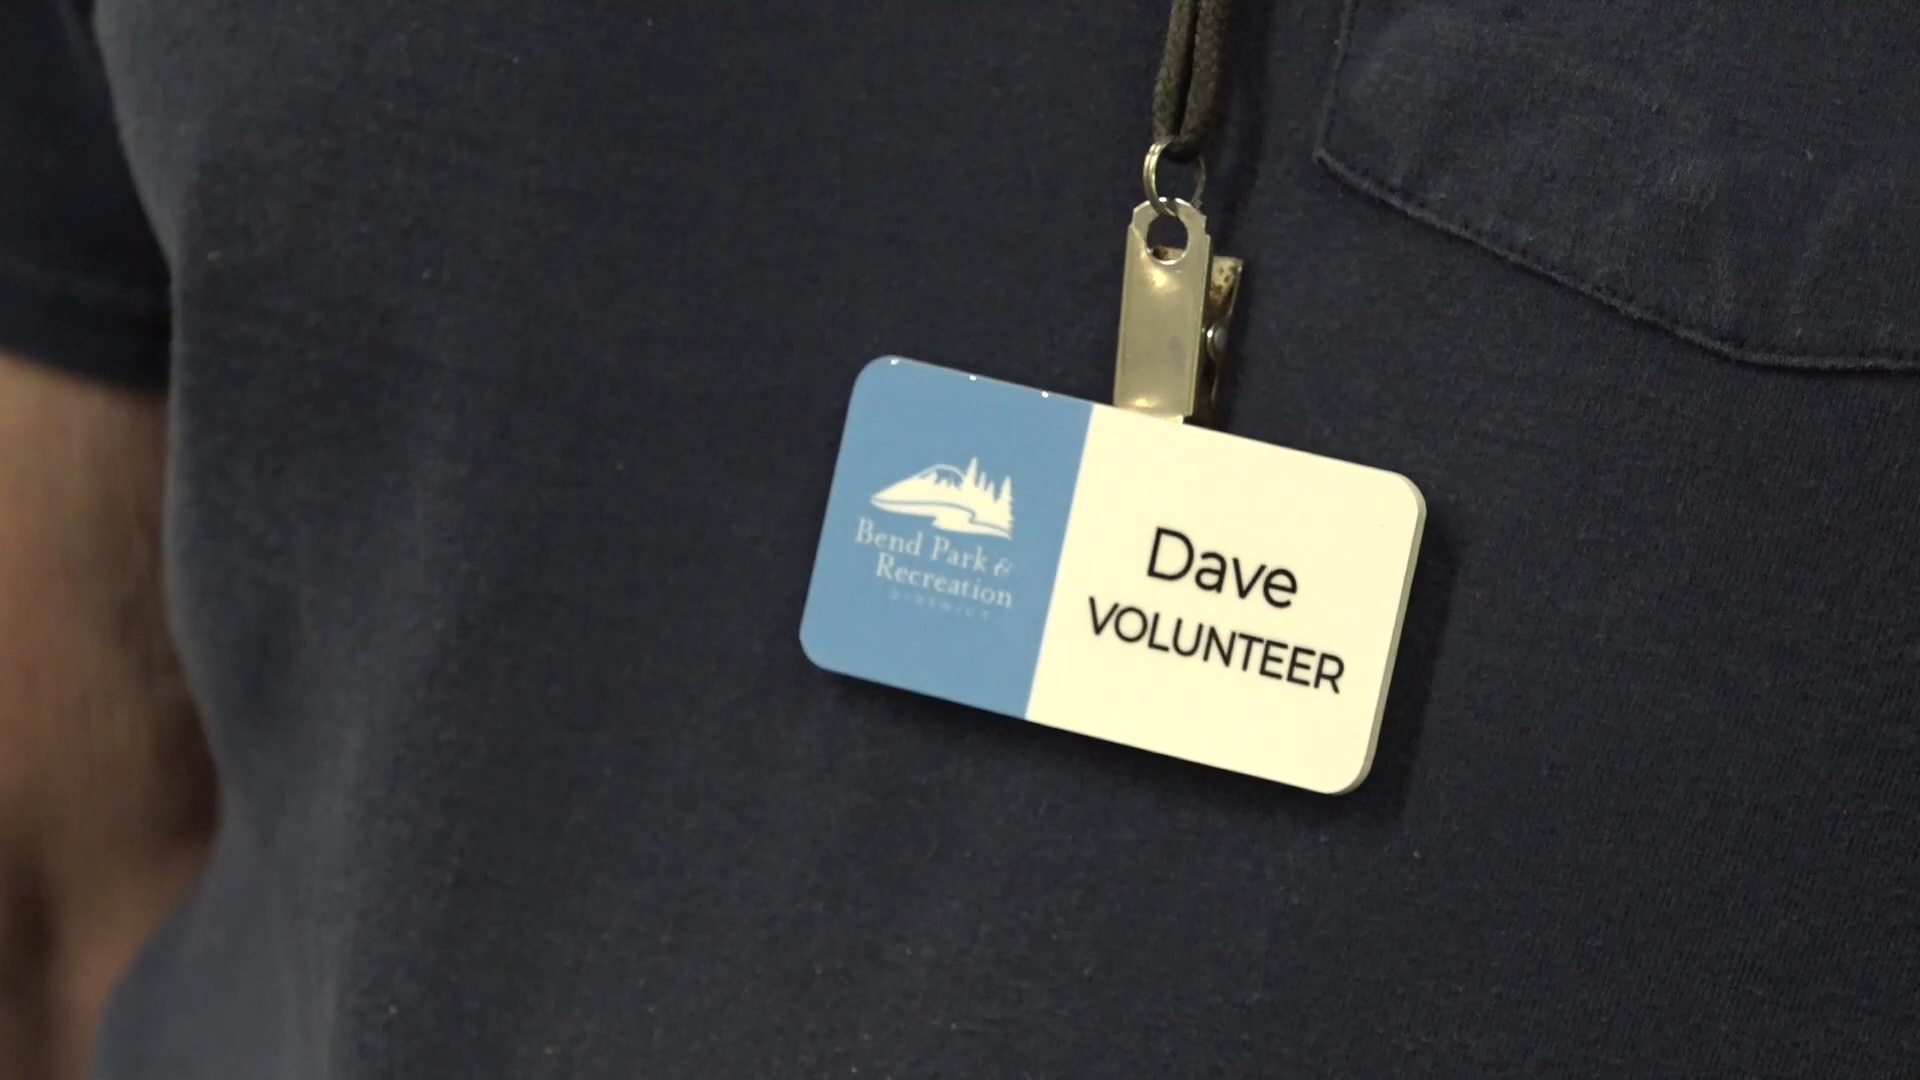 Bend Park &
Recreation
DISTRICT
Dave
VOLUNTEER